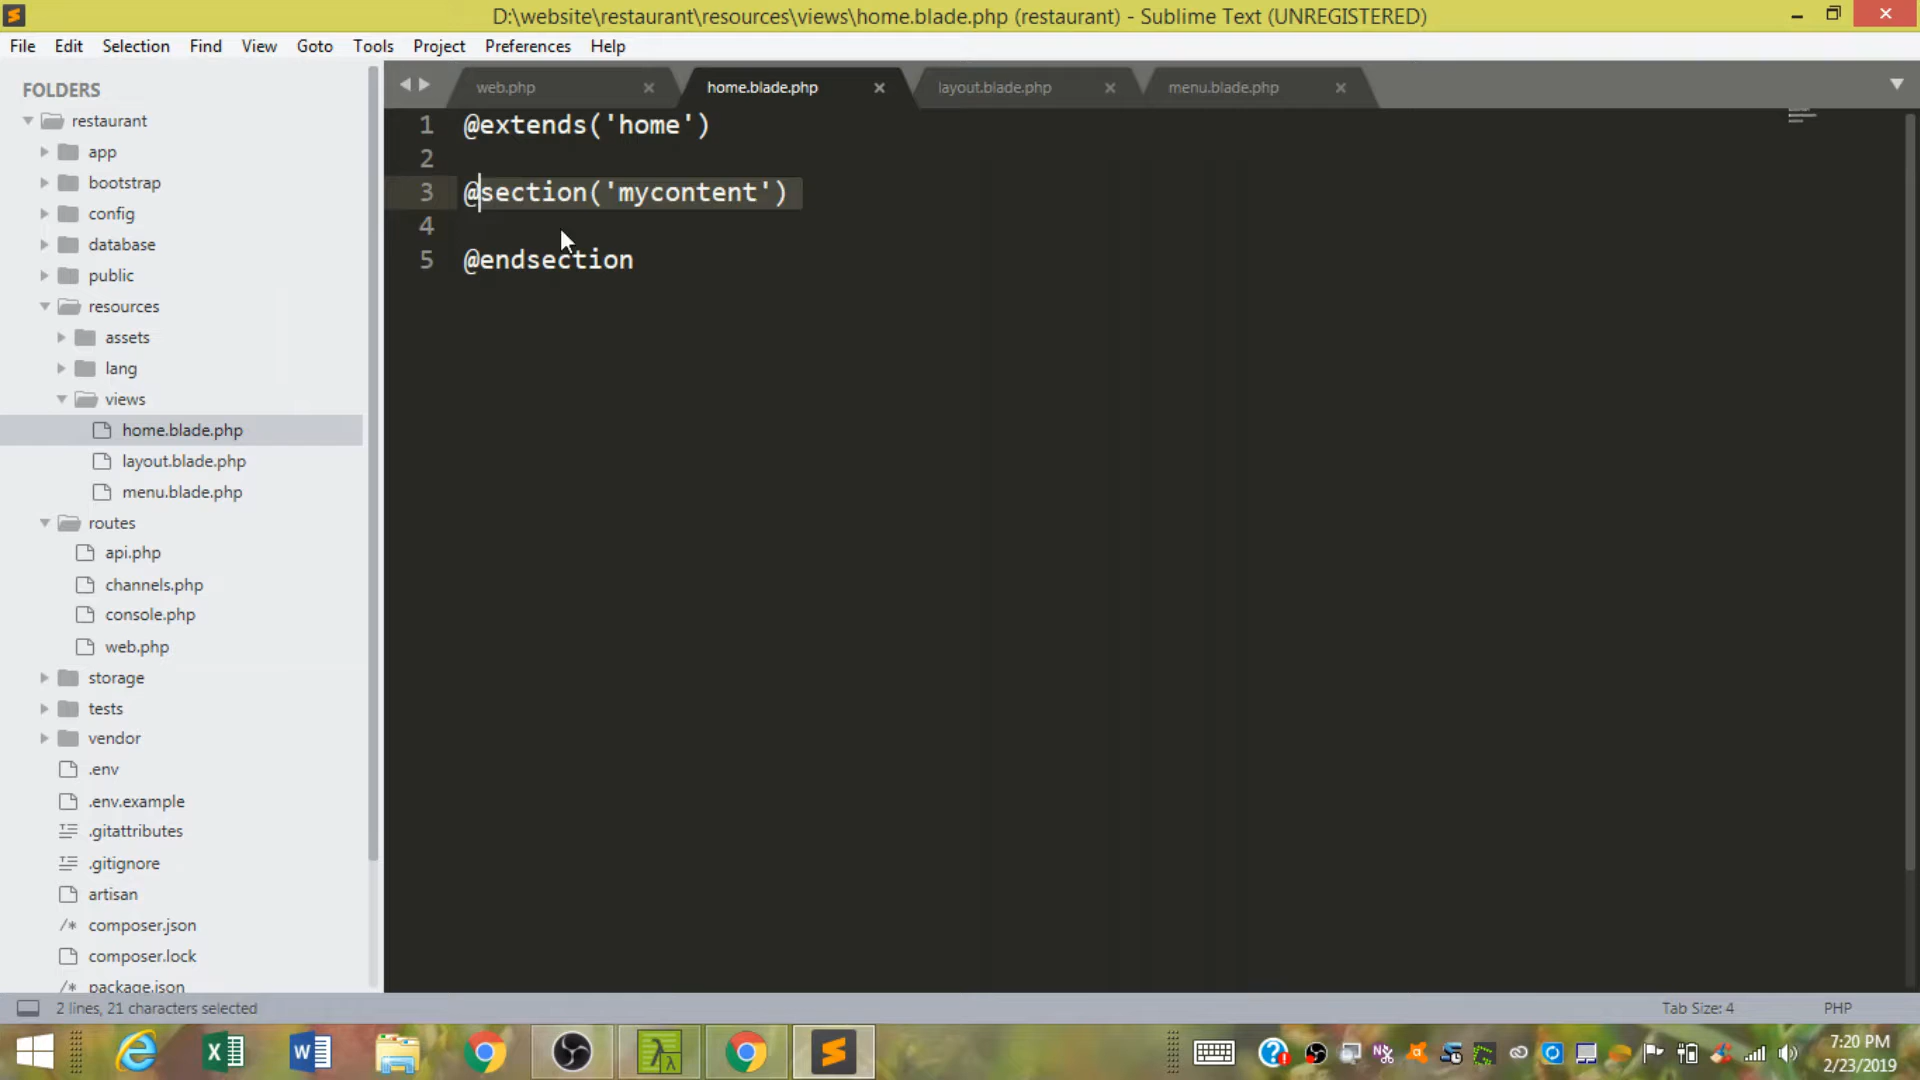 D:\website\restaurant\resources\views\home.blade.php (restaurant) - Sublime Text (UNREGISTERED)
File Edit Selection Find View Goto Tools Project Preferences Help
FOLDERS
restaurant
app
bootstrap
config
database
public
resources
assets
lang
views
home.blade.php
layout.blade.php
menu.blade.php
routes
api.php
channels.php
console.php
web.php
storage
tests
vendor
.env
.env.example
.gitattributes
.gitignore
artisan
/* composer.json
composer.lock
/* package.json
web.php home.blade.php layout.blade.php menu.blade.php
1 @extends('home')
2
3 @section('mycontent')
4
5 @endsection
2 lines, 21 characters selected Tab Size: 4 PHP
7:20 PM
2/23/2019